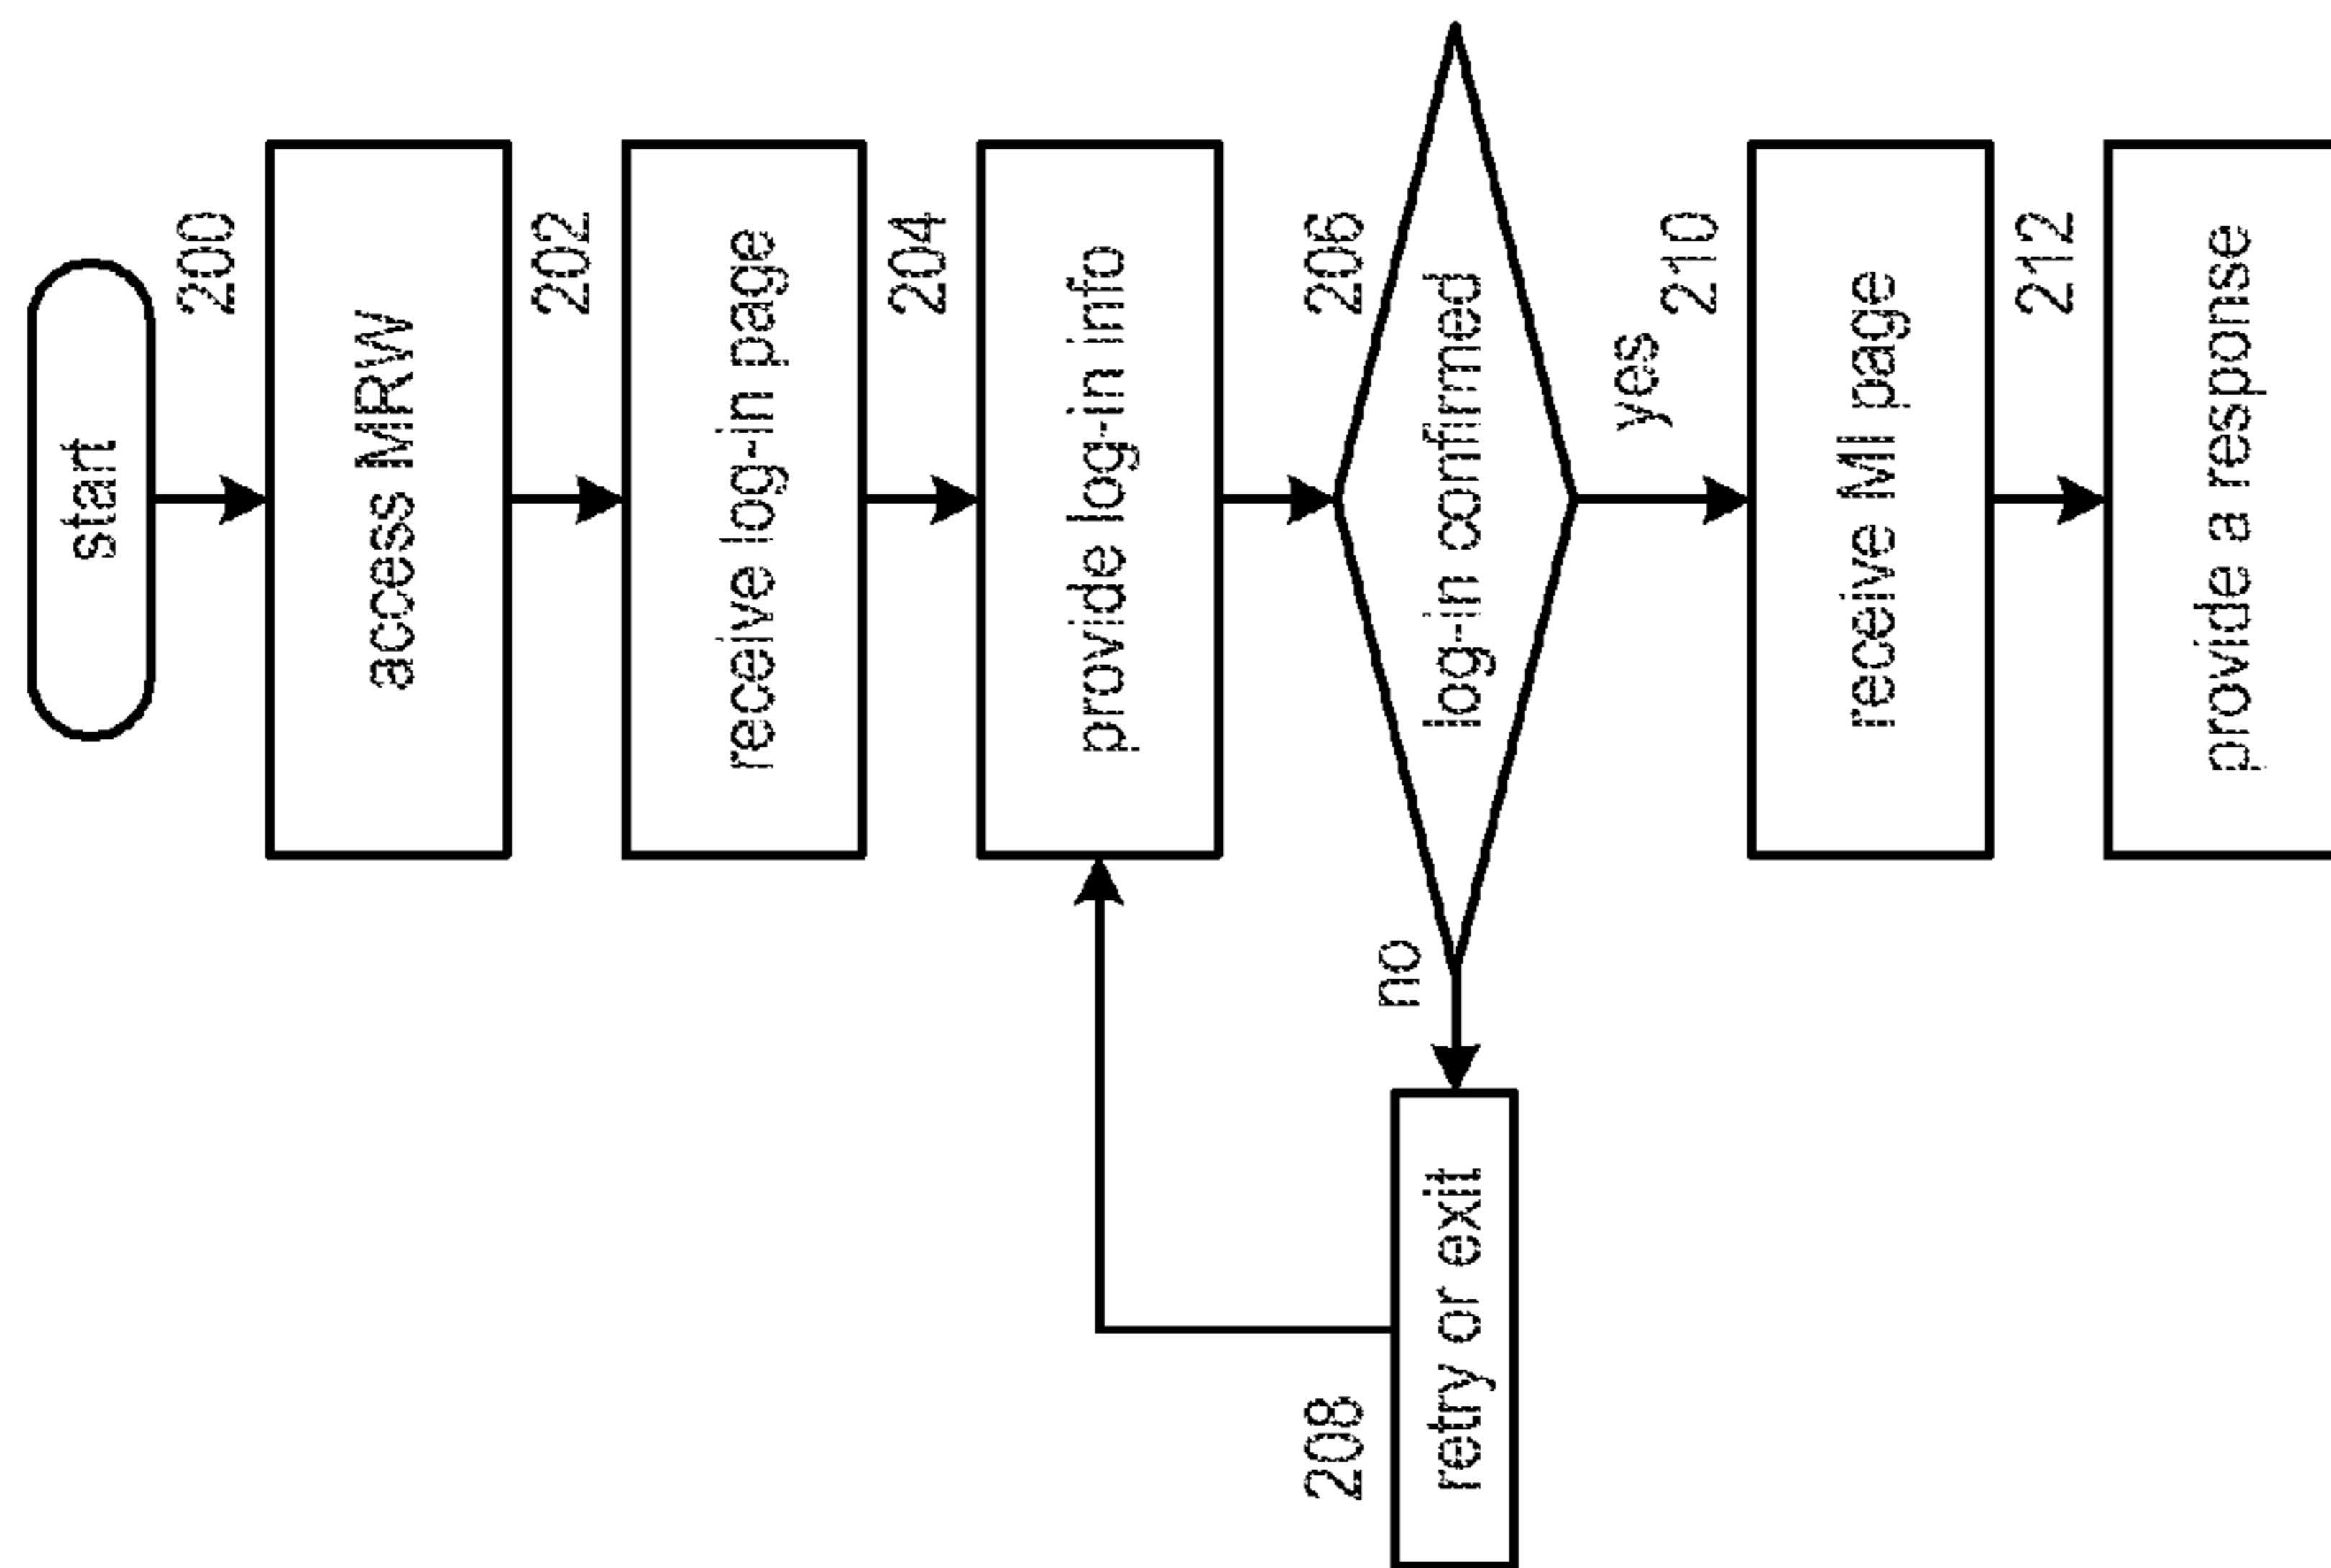 start
200
access MRW
202
receive log-in page
204
provide log-in info
206
log-in confirmed
no
208
retry or exit
yes
210
receive MI page
212
provide a response